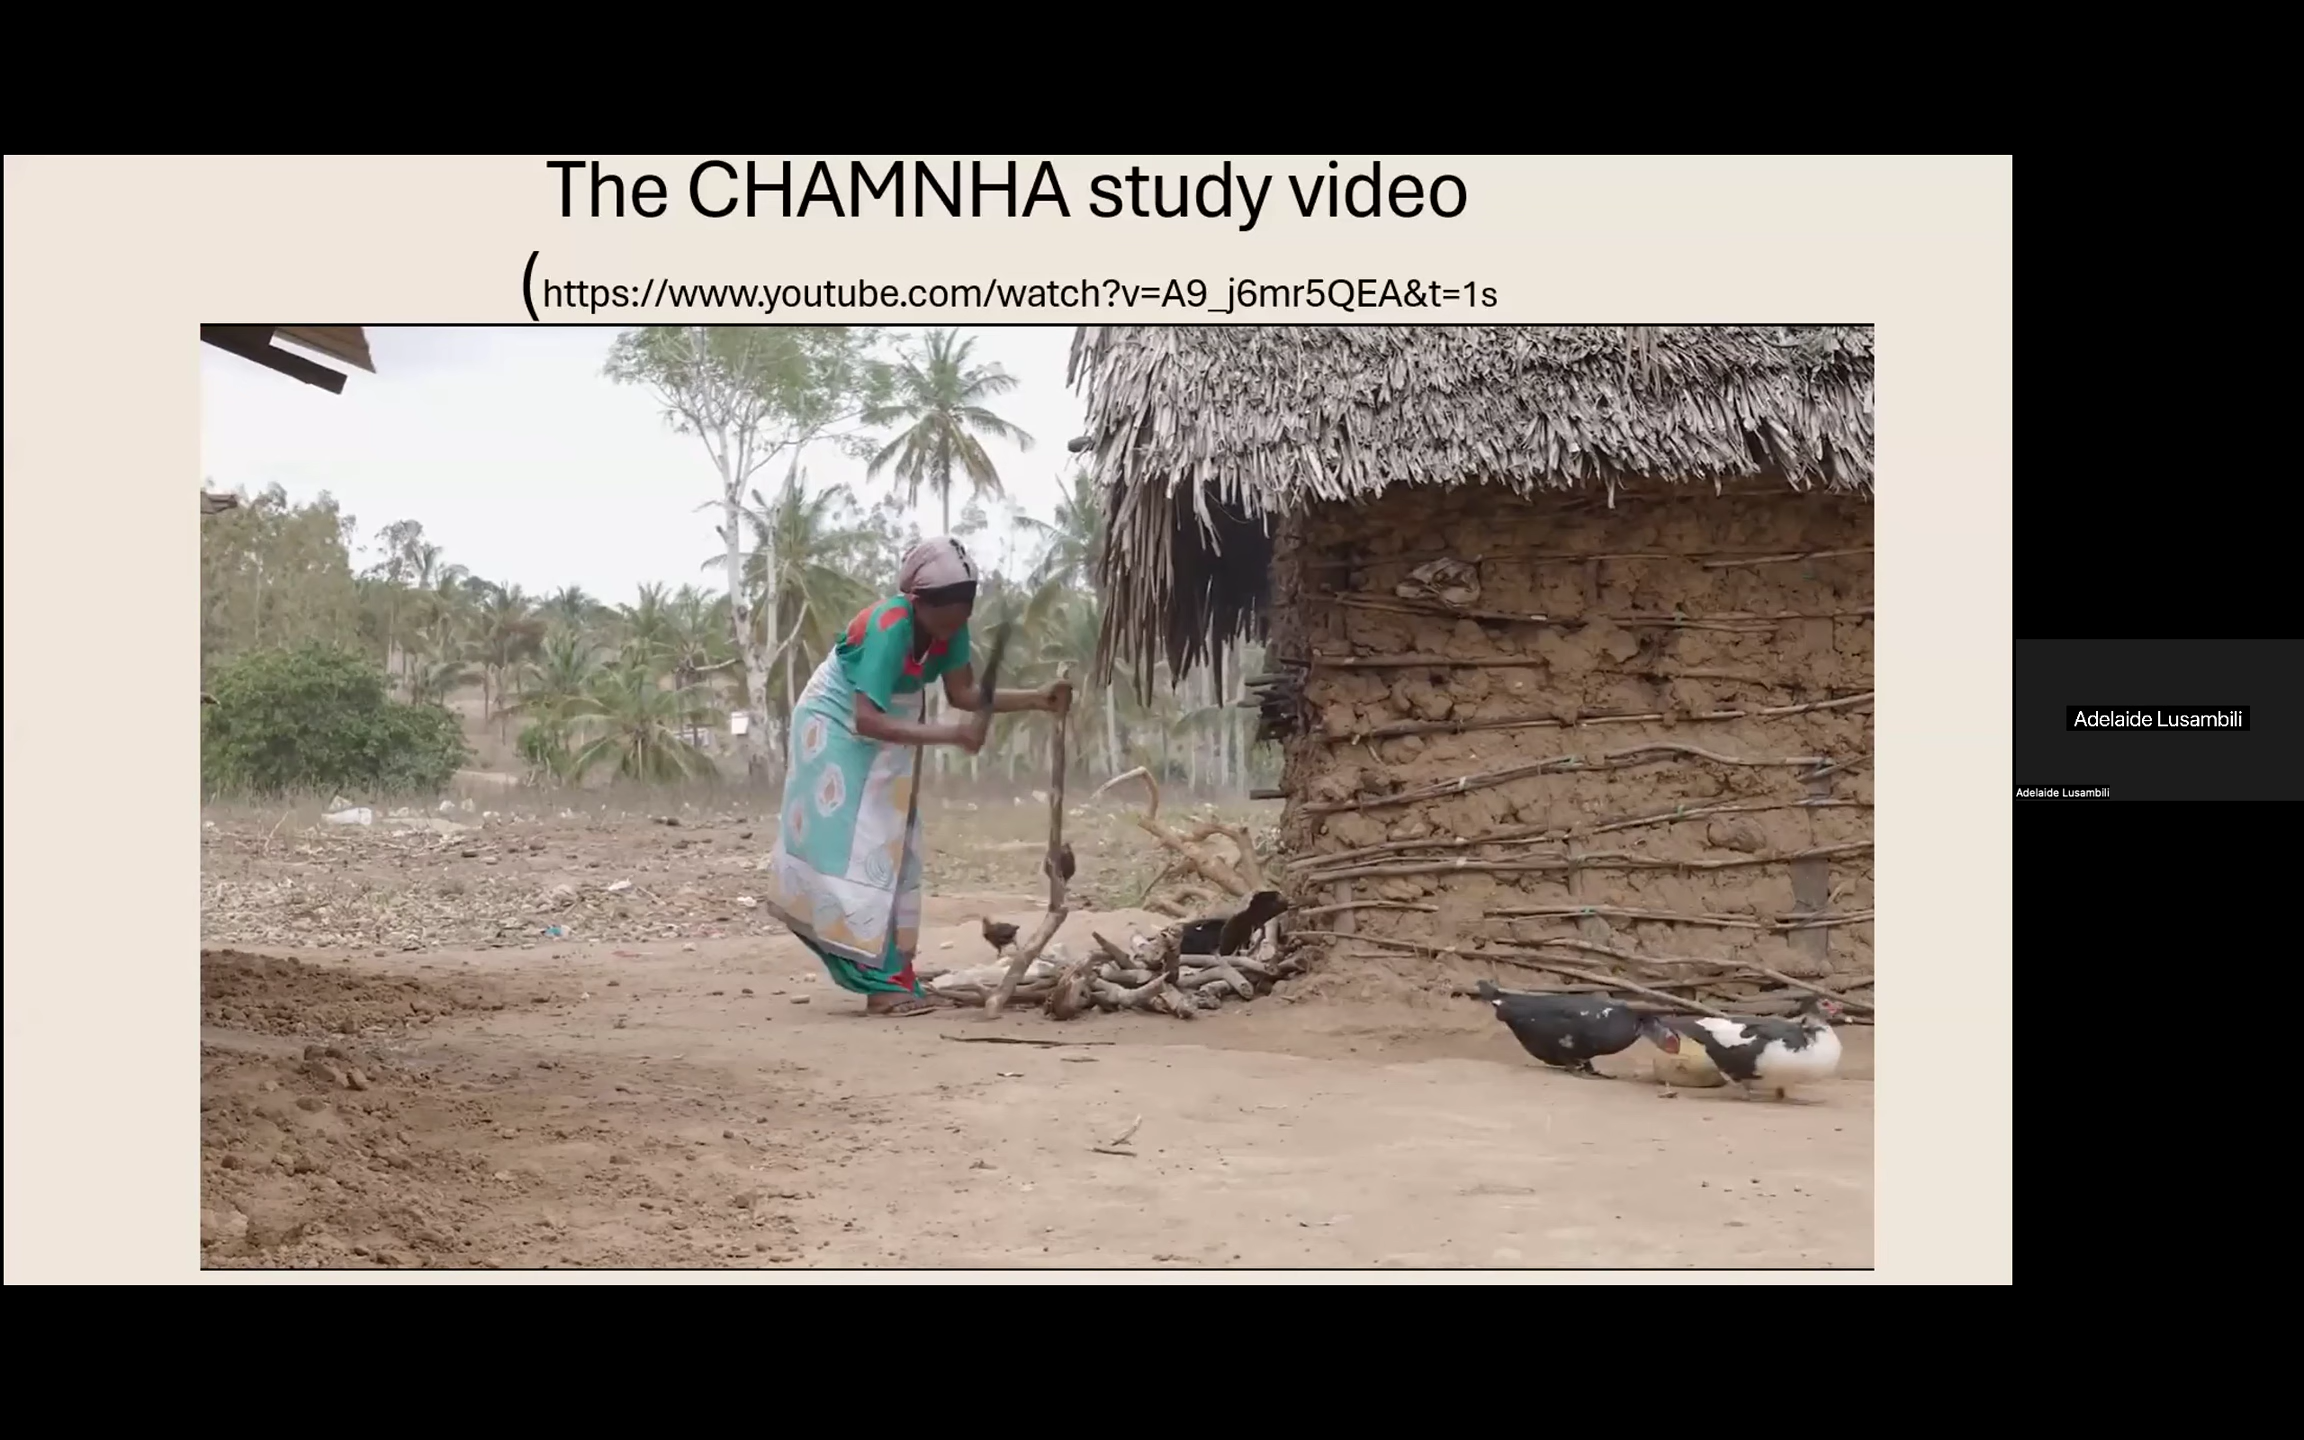 The CHAMNHA study video
(https://www.youtube.com/watch?v=A9_j6mr5QEA&t=1s
Adelaide Lusambili
Adelaide Lusambili